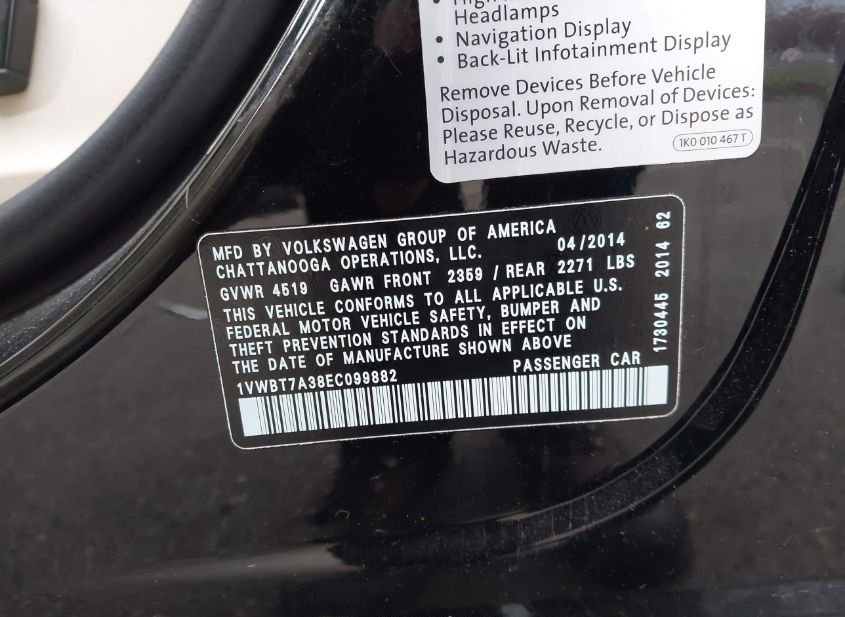 Headlamps
• Navigation Display
• Back-Lit Infotainment Display
Remove Devices Before Vehicle
Disposal. Upon Removal of Devices:
Please Reuse, Recycle, or Dispose as
Hazardous Waste.
1K0 010 467 T
MFD BY VOLKSWAGEN GROUP OF AMERICA
CHATTANOOGA OPERATIONS, LLC. 04/2014
GVWR 4519 GAWR FRONT 2359 / REAR 2271 LBS
THIS VEHICLE CONFORMS TO ALL APPLICABLE U.S.
FEDERAL MOTOR VEHICLE SAFETY, BUMPER AND
THEFT PREVENTION STANDARDS IN EFFECT ON
THE DATE OF MANUFACTURE SHOWN ABOVE
1VWBT7A38EC099882 PASSENGER CAR
1730445 2014 62